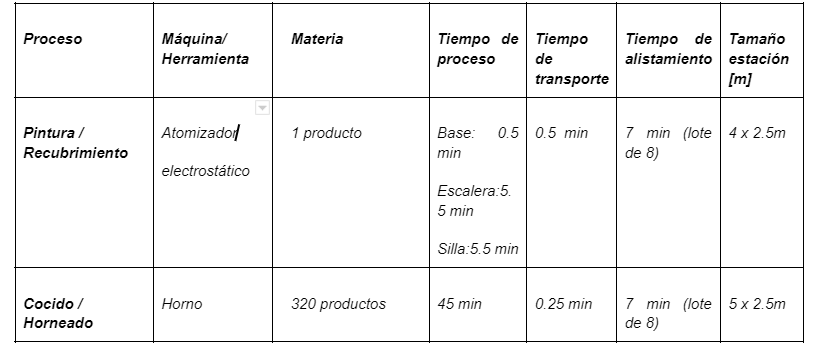 Proceso
Máquina/
Herramienta
Materia
Tiempo de
proceso
Tiempo
de
transporte
Tiempo de
alistamiento
Tamaño
estación
[m]
Pintura /
Recubrimiento
Atomizador
electrostático
1 producto
Base: 0.5
min
Escalera:5.
5 min
Silla:5.5 min
0.5 min
7 min (lote
de 8)
4 x 2.5m
Cocido /
Horneado
Horno
320 productos
45 min
0.25 min
7 min (lote
de 8)
5 x 2.5m